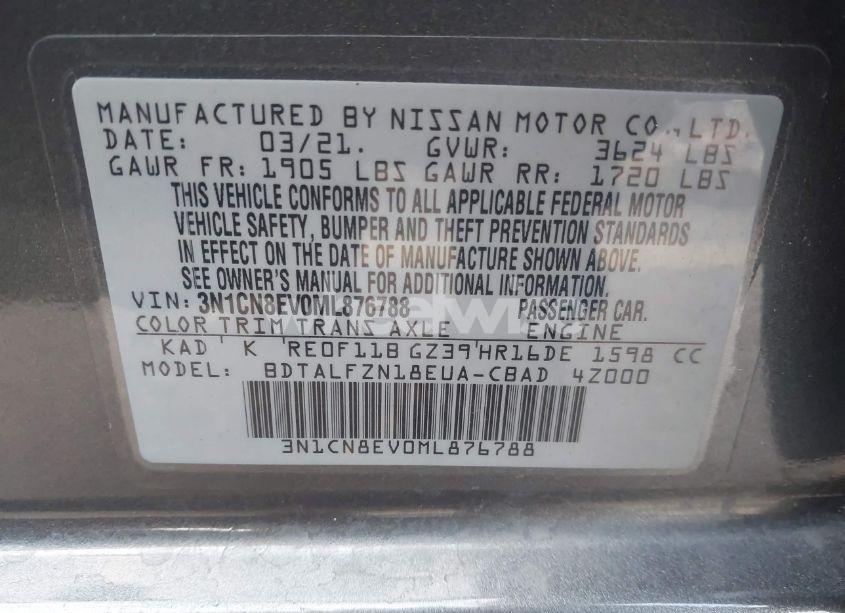 MANUFACTURED BY NISSAN MOTOR CO., LTD.
DATE: 03/21. GVWR: 3624 LBS
GAWR FR: 1905 LBS GAWR RR: 1720 LBS
THIS VEHICLE CONFORMS TO ALL APPLICABLE FEDERAL MOTOR
VEHICLE SAFETY, BUMPER AND THEFT PREVENTION STANDARDS
IN EFFECT ON THE DATE OF MANUFACTURE SHOWN ABOVE.
SEE OWNER'S MANUAL FOR ADDITIONAL INFORMATION.
VIN: 3N1CN8EV0ML876788 PASSENGER CAR.
COLOR TRIM TRANS AXLE ENGINE
KAD K RE0F11B GZ39 HR16DE 1598 CC
MODEL: BDTALFZN18EUA-CBAD 4Z000
3N1CN8EV0ML876788